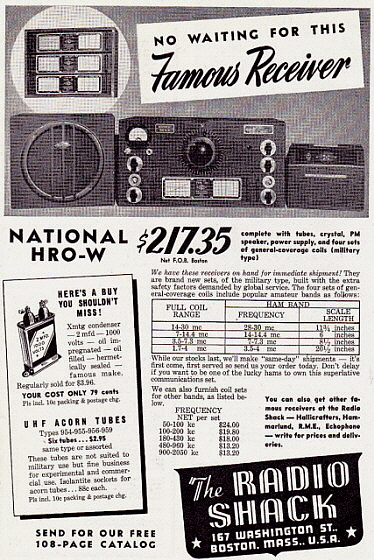 NO WAITING FOR THIS
Famous Receiver
NATIONAL
HRO-W
$217.35
Net F.O.B. Boston
complete with tubes, crystal, PM
speaker, power supply, and four sets
of general-coverage coils (military
type)
We have these receivers on hand for immediate shipment! They
are brand new sets, of the military type, built with the extra
safety factors demanded by global service. The four sets of gen-
eral-coverage coils include popular amateur bands as follows:
FULL COIL
RANGE
HAM BAND
FREQUENCY
SCALE
LENGTH
14-30 mc 28-30 mc 11¾ inches
7-14.4 mc 14-14.4 mc 6 inches
3.5-7.3 mc 7-7.3 mc 8½ inches
1.7-4 mc 3.5-4 mc 20½ inches
While our stocks last, we'll make "same-day" shipments — it's
first come, first served so send us your order today. Don't delay
if you want to be one of the lucky hams to own this superlative
communications set.
We can also furnish coil sets
for other bands, as listed be-
low.
FREQUENCY
NET per set
50-100 kc $24.00
100-200 kc $19.80
180-430 kc $18.00
480-960 kc $13.20
900-2050 kc $13.20
You can also get other fa-
mous receivers at the Radio
Shack — Hallicrafters, Ham-
marlund, R.M.E., Echophone
— write for prices and deliv-
eries.
HERE'S A BUY
YOU SHOULDN'T
MISS!
Xmtg condenser
— 2 mfd — 1000
volts — oil im-
pregnated — oil
filled — hermet-
ically sealed —
famous make.
Regularly sold for $3.96.
YOUR COST ONLY 79 cents
Pls incl. 10c packing & postage chg.
UHF ACORN TUBES
Types 954-955-956-959
Six tubes...$2.95
same type or assorted
These tubes are not suited to
military use but fine business
for experimental and commer-
cial use. Isolantite sockets for
acorn tubes...88c each.
Pls incl. 10c packing & postage chg.
SEND FOR OUR FREE
108-PAGE CATALOG
The RADIO
SHACK
167 WASHINGTON ST.,
BOSTON, MASS., U.S.A.